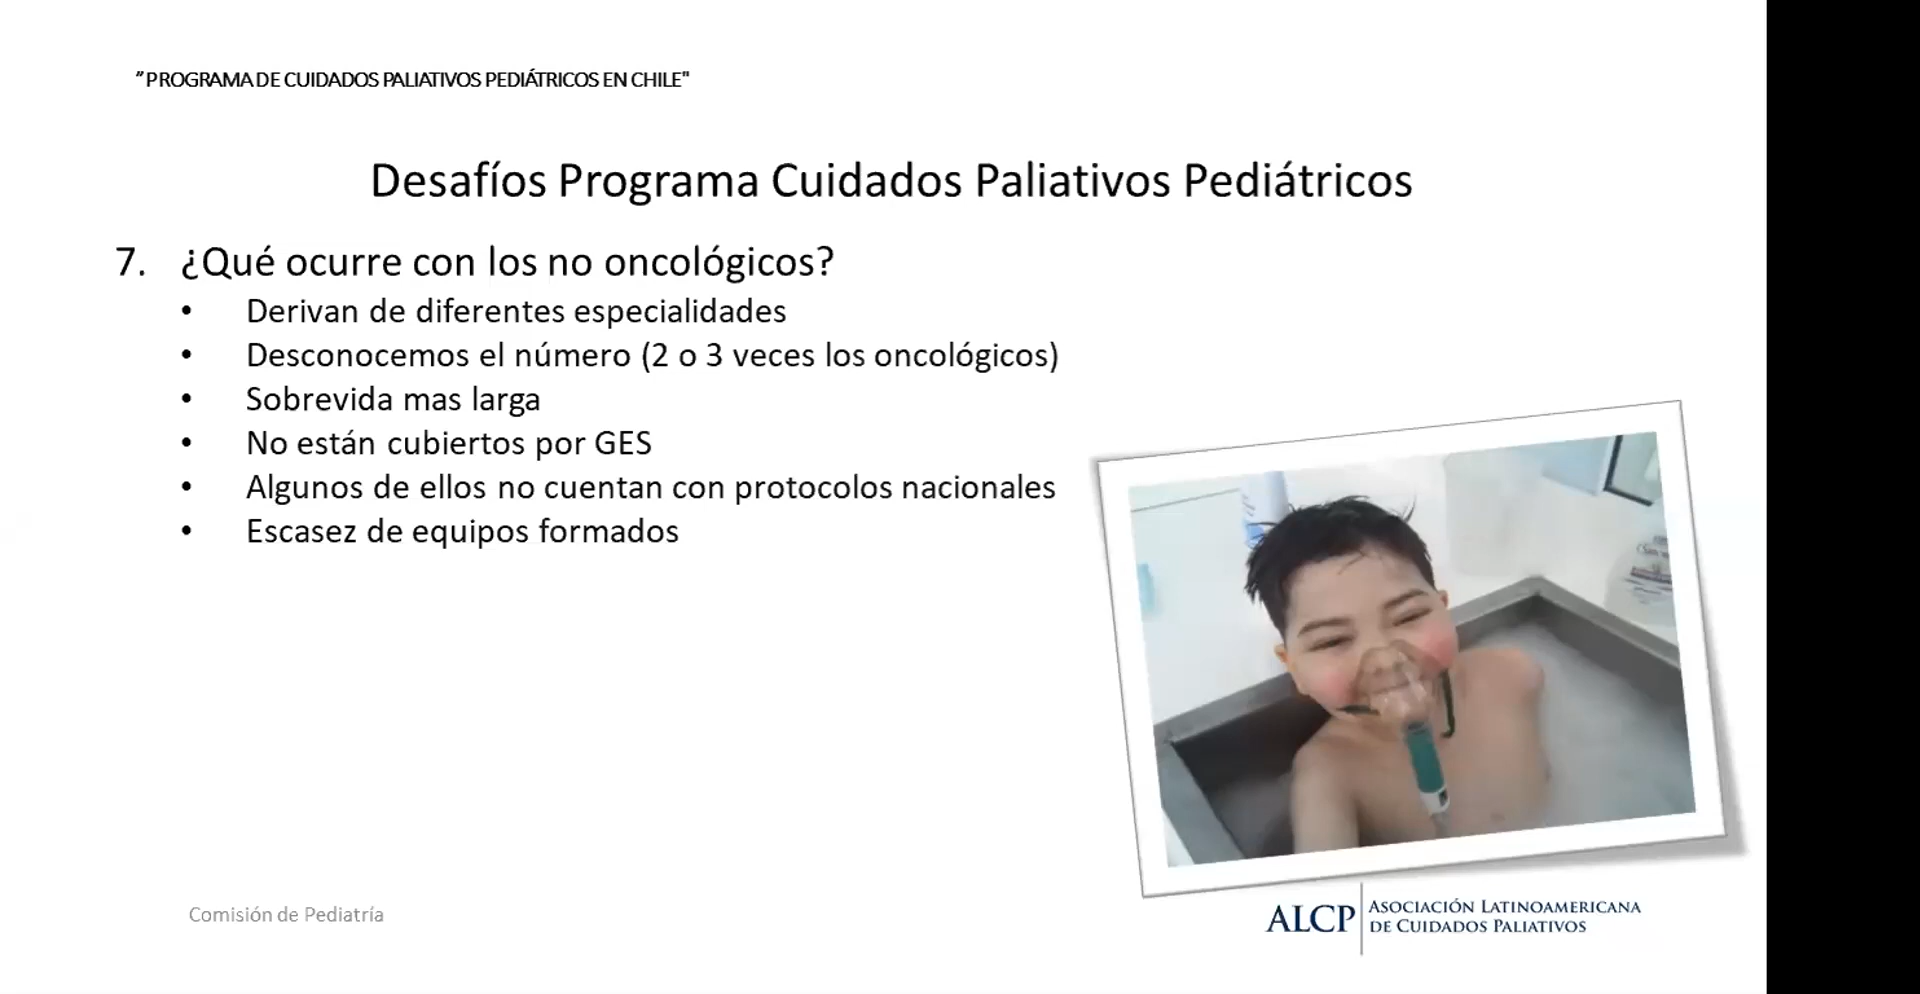 ”PROGRAMA DE CUIDADOS PALIATIVOS PEDIÁTRICOS EN CHILE"
Desafíos Programa Cuidados Paliativos Pediátricos
7. ¿Qué ocurre con los no oncológicos?
• Derivan de diferentes especialidades
• Desconocemos el número (2 o 3 veces los oncológicos)
• Sobrevida mas larga
• No están cubiertos por GES
• Algunos de ellos no cuentan con protocolos nacionales
• Escasez de equipos formados
Comisión de Pediatría
ALCP
ASOCIACIÓN LATINOAMERICANA
DE CUIDADOS PALIATIVOS